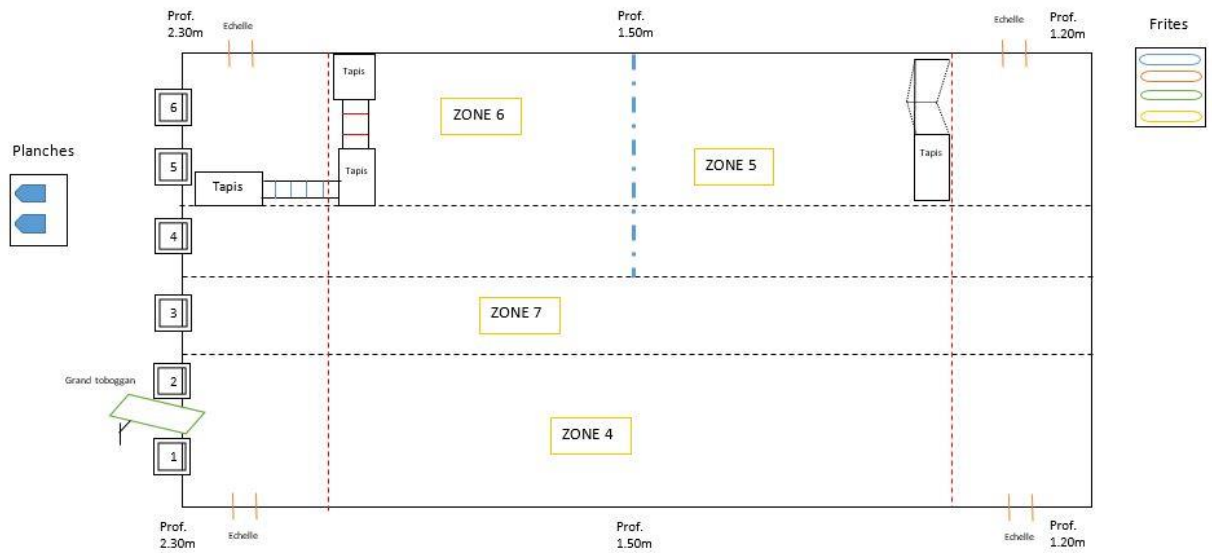 Prof.
2.30m
Echelle
Prof.
1.50m
Echelle
Prof.
1.20m
Frites
Tapis
6
ZONE 6
Planches
5
Tapis
Tapis
ZONE 5
Tapis
4
3
ZONE 7
2
Grand toboggan
ZONE 4
1
Prof.
2.30m
Echelle
Prof.
1.50m
Echelle
Prof.
1.20m